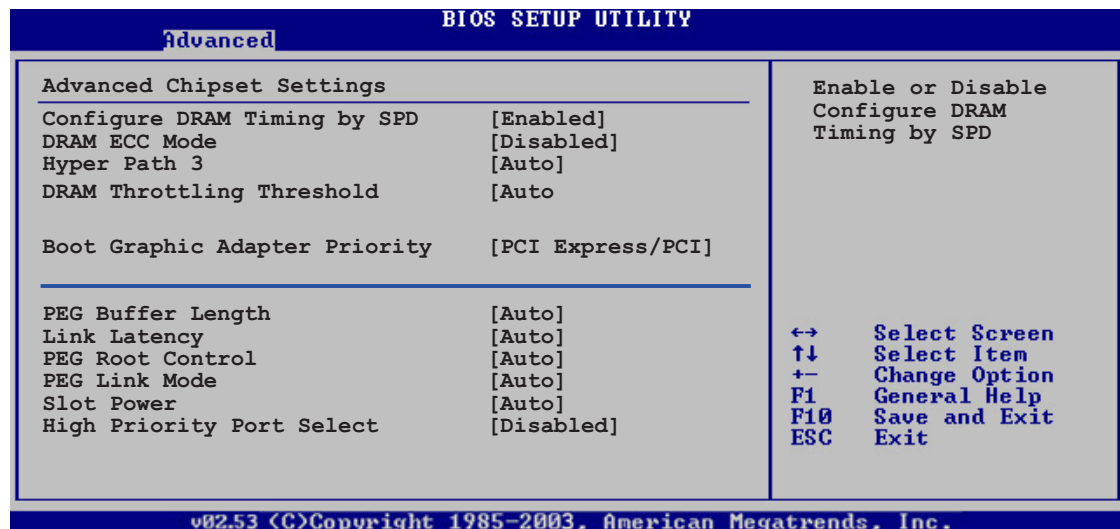 BIOS SETUP UTILITY
Advanced
Advanced Chipset Settings
Configure DRAM Timing by SPD [Enabled]
DRAM ECC Mode [Disabled]
Hyper Path 3 [Auto]
DRAM Throttling Threshold [Auto
Boot Graphic Adapter Priority [PCI Express/PCI]
PEG Buffer Length [Auto]
Link Latency [Auto]
PEG Root Control [Auto]
PEG Link Mode [Auto]
Slot Power [Auto]
High Priority Port Select [Disabled]
Enable or Disable
Configure DRAM
Timing by SPD
←→ Select Screen
↑↓ Select Item
+- Change Option
F1 General Help
F10 Save and Exit
ESC Exit
v02.53 (C)Copyright 1985-2003, American Megatrends, Inc.